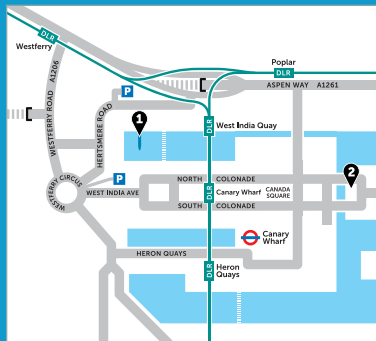 Westferry
DLR
Poplar
DLR
ASPEN WAY A1261
A1206
WESTFERRY ROAD
HERTSMERE ROAD
P
1
DLR
West India Quay
P
WEST INDIA AVE
WESTFERRY CIRCUS
NORTH COLONADE
DLR
Canary Wharf
CANADA
SQUARE
SOUTH COLONADE
2
Canary
Wharf
HERON QUAYS
DLR
Heron
Quays